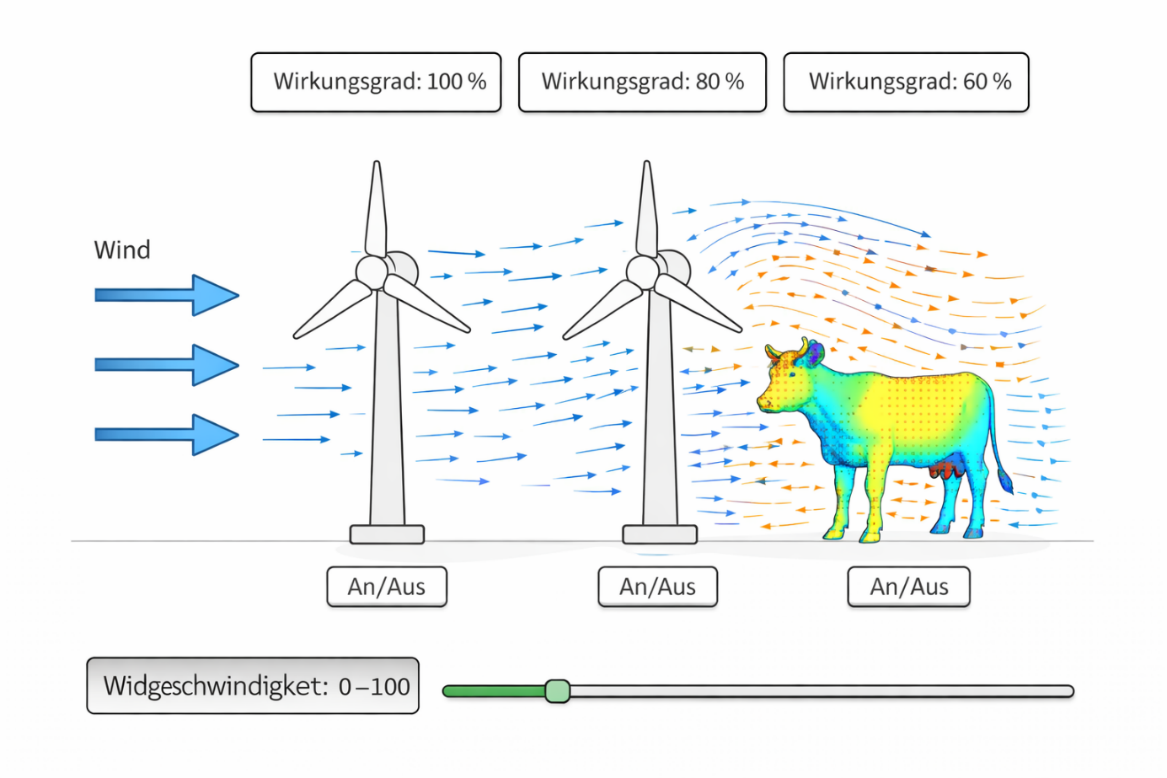 Wirkungsgrad: 100 %
Wirkungsgrad: 80 %
Wirkungsgrad: 60 %
Wind
An/Aus
An/Aus
An/Aus
Widgeschwindigket: 0–100